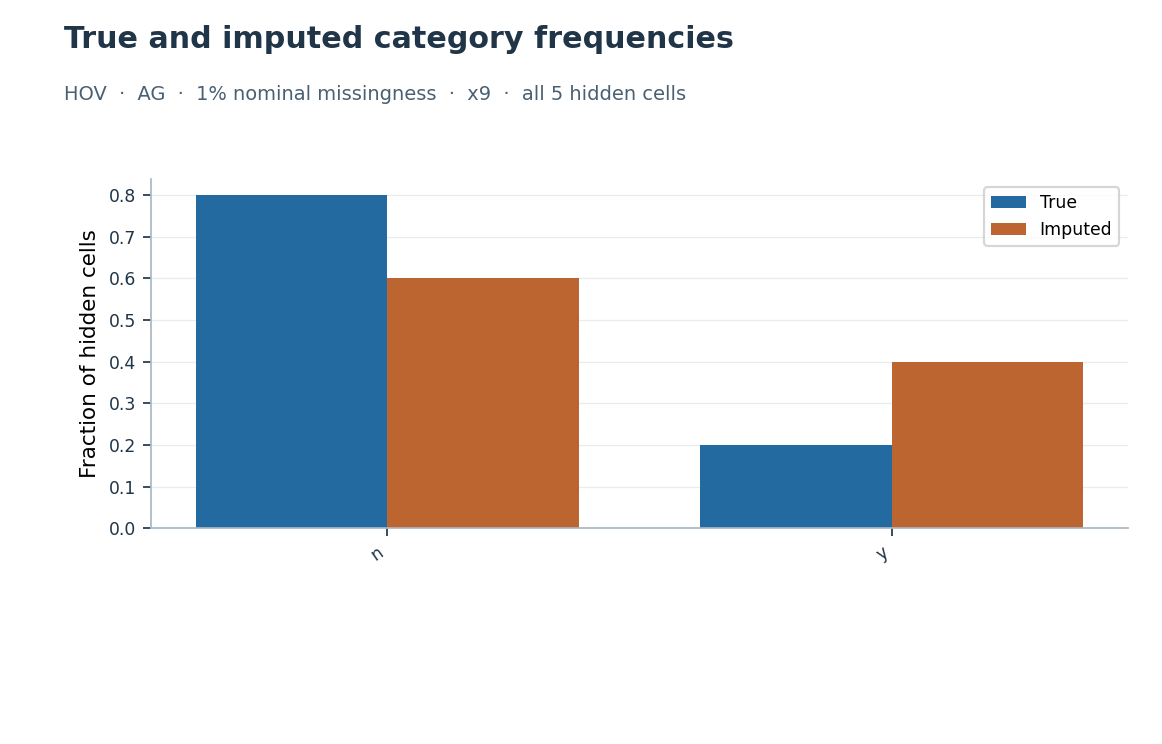 True and imputed category frequencies
HOV · AG · 1% nominal missingness · x9 · all 5 hidden cells
True
Imputed
Fraction of hidden cells
0.8
0.7
0.6
0.5
0.4
0.3
0.2
0.1
0.0
n
y